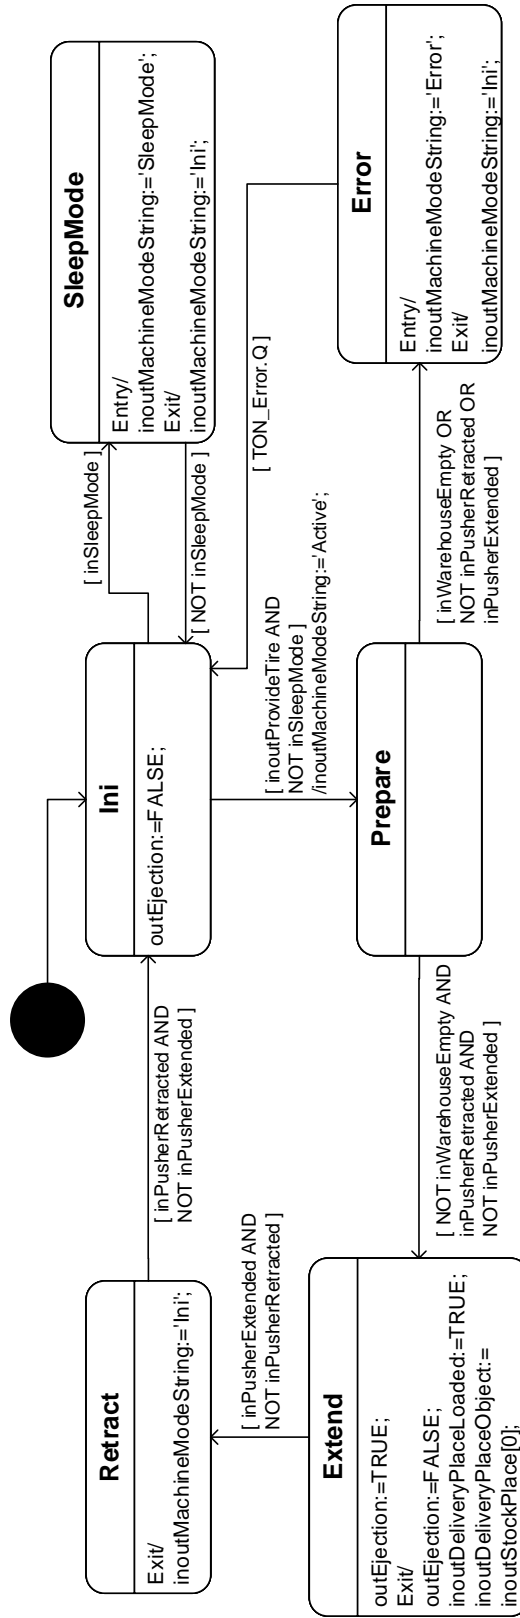 Retract
Exit/
inoutMachineModeString:='Ini';
[ inPusherRetracted AND
NOT inPusherExtended ]
Ini
outEjection:=FALSE;
[ inSleepMode ]
[ NOT inSleepMode ]
SleepMode
Entry/
inoutMachineModeString:='SleepMode';
Exit/
inoutMachineModeString:='Ini';
[ inPusherExtended AND
NOT inPusherRetracted ]
[ inoutProvideTire AND
NOT inSleepMode ]
/inoutMachineModeString:='Active';
[ TON_Error.Q ]
Extend
outEjection:=TRUE;
Exit/
outEjection:=FALSE;
inoutDeliveryPlaceLoaded:=TRUE;
inoutDeliveryPlaceObject:=
inoutStockPlace[0];
[ NOT inWarehouseEmpty AND
inPusherRetracted AND
NOT inPusherExtended ]
Prepare
[ inWarehouseEmpty OR
NOT inPusherRetracted OR
inPusherExtended ]
Error
Entry/
inoutMachineModeString:='Error';
Exit/
inoutMachineModeString:='Ini';